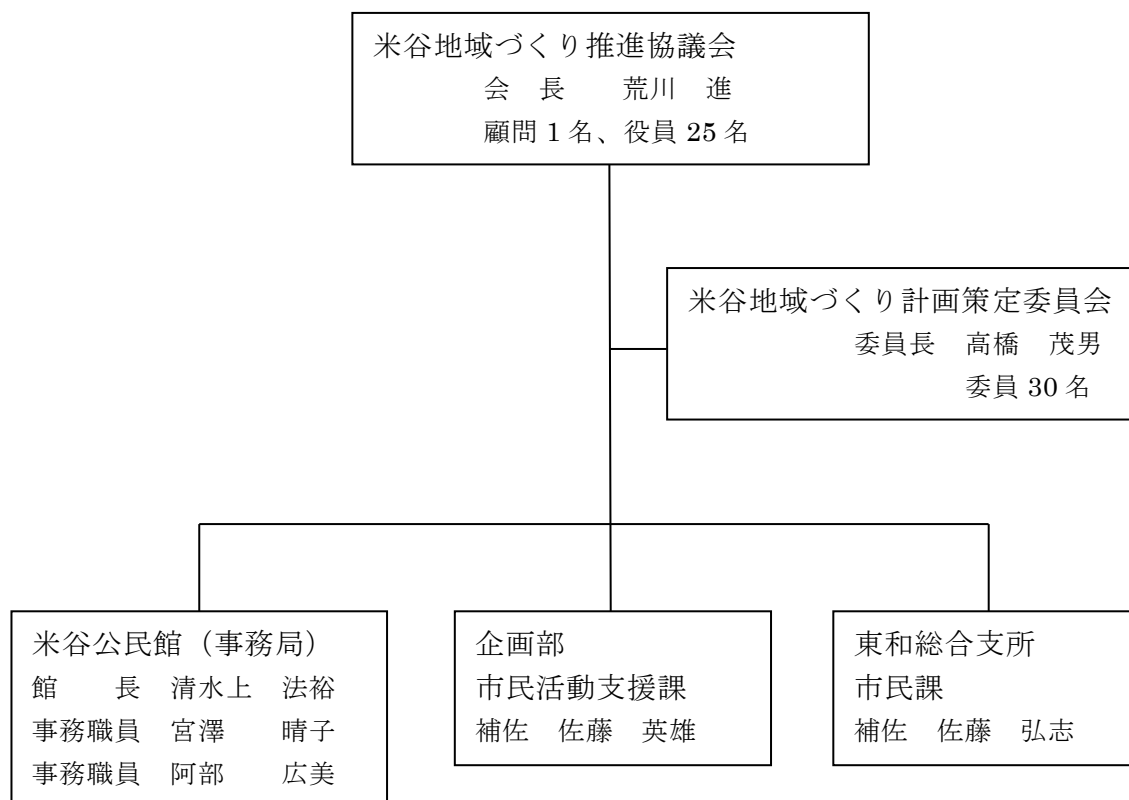 米谷地域づくり推進協議会
会　長　　荒川　進
顧問 1 名、役員 25 名
米谷地域づくり計画策定委員会
委員長　高橋　茂男
委員 30 名
米谷公民館（事務局）
館　　長　清水上　法裕
事務職員　宮澤　　晴子
事務職員　阿部　　広美
企画部
市民活動支援課
補佐　佐藤　英雄
東和総合支所
市民課
補佐　佐藤　弘志